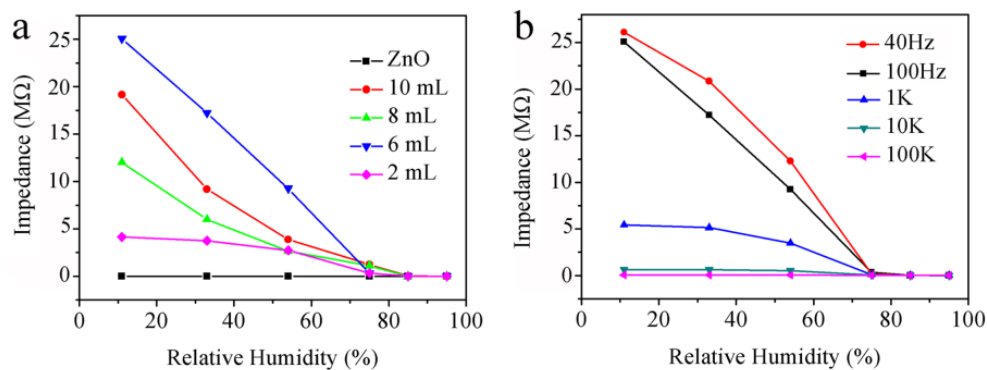 a
Impedance (MΩ)
25
20
15
10
5
0
ZnO
10 mL
8 mL
6 mL
2 mL
0
20
40
60
80
100
Relative Humidity (%)
b
Impedance (MΩ)
25
20
15
10
5
0
40Hz
100Hz
1K
10K
100K
0
20
40
60
80
100
Relative Humidity (%)